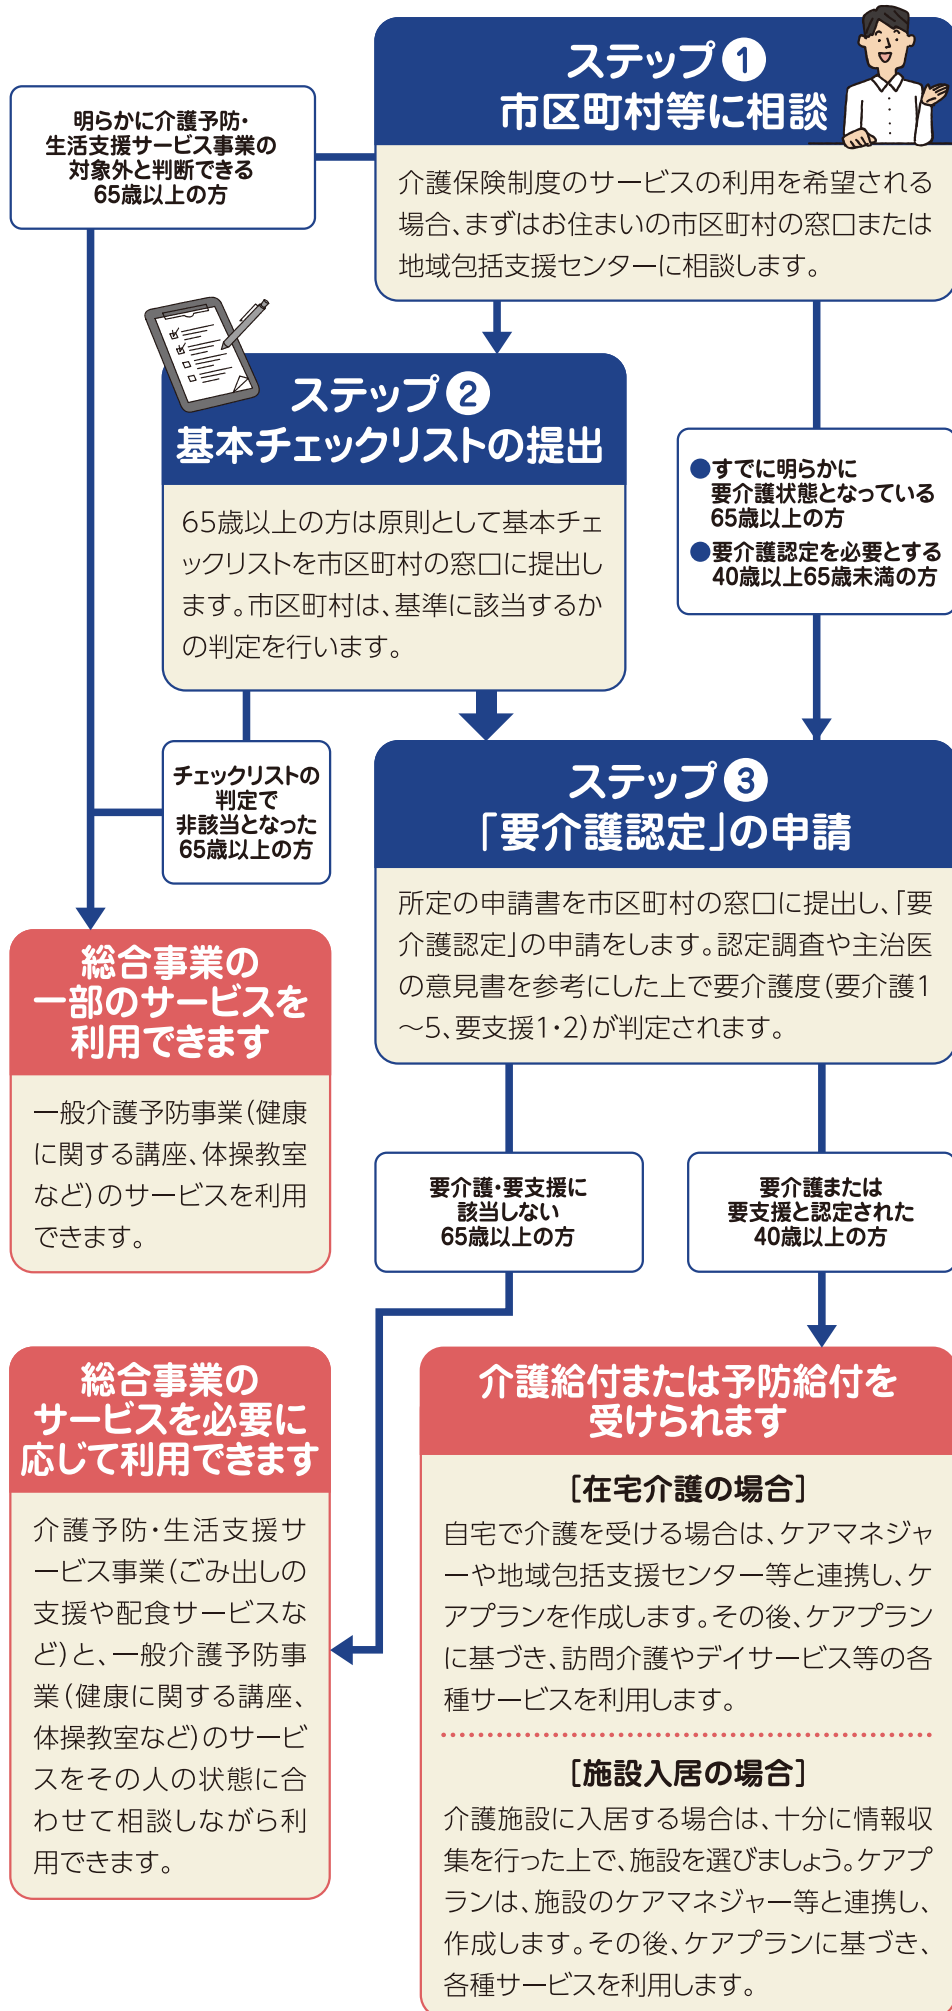 ステップ1
市区町村等に相談
介護保険制度のサービスの利用を希望される
場合、まずはお住まいの市区町村の窓口または
地域包括支援センターに相談します。
明らかに介護予防・
生活支援サービス事業の
対象外と判断できる
65歳以上の方
ステップ2
基本チェックリストの提出
65歳以上の方は原則として基本チェ
ックリストを市区町村の窓口に提出し
ます。市区町村は、基準に該当するか
の判定を行います。
●すでに明らかに
要介護状態となっている
65歳以上の方
●要介護認定を必要とする
40歳以上65歳未満の方
チェックリストの
判定で
非該当となった
65歳以上の方
ステップ3
「要介護認定」の申請
所定の申請書を市区町村の窓口に提出し、「要
介護認定」の申請をします。認定調査や主治医
の意見書を参考にした上で要介護度(要介護1
～5、要支援1・2)が判定されます。
総合事業の
一部のサービスを
利用できます
一般介護予防事業(健康
に関する講座、体操教室
など)のサービスを利用
できます。
要介護・要支援に
該当しない
65歳以上の方
要介護または
要支援と認定された
40歳以上の方
総合事業の
サービスを必要に
応じて利用できます
介護予防・生活支援サ
ービス事業(ごみ出しの
支援や配食サービスな
ど)と、一般介護予防事
業(健康に関する講座、
体操教室など)のサービ
スをその人の状態に合
わせて相談しながら利
用できます。
介護給付または予防給付を
受けられます
[在宅介護の場合]
自宅で介護を受ける場合は、ケアマネジャ
ーや地域包括支援センター等と連携し、ケ
アプランを作成します。その後、ケアプラン
に基づき、訪問介護やデイサービス等の各
種サービスを利用します。
[施設入居の場合]
介護施設に入居する場合は、十分に情報収
集を行った上で、施設を選びましょう。ケアプ
ランは、施設のケアマネジャー等と連携し、
作成します。その後、ケアプランに基づき、
各種サービスを利用します。